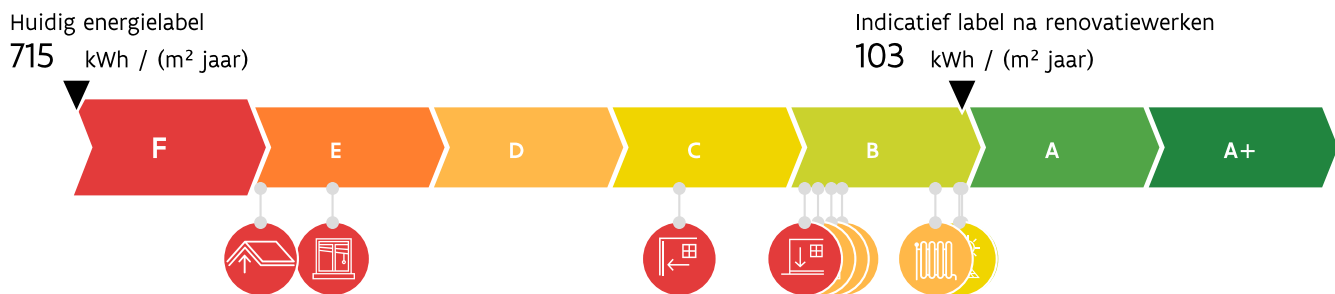 Huidig energielabel
715 kWh / (m² jaar)
Indicatief label na renovatiewerken
103 kWh / (m² jaar)
F E D C B A A+